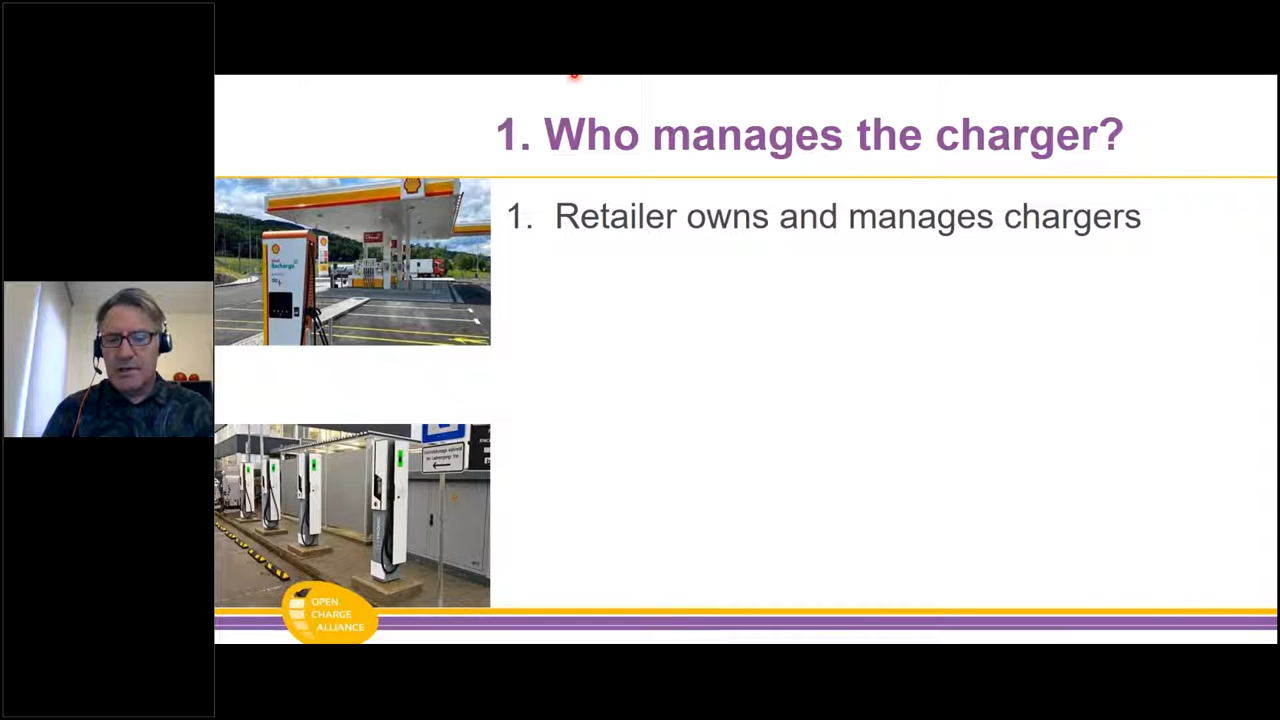 1. Who manages the charger?
1. Retailer owns and manages chargers
OPEN
CHARGE
ALLIANCE